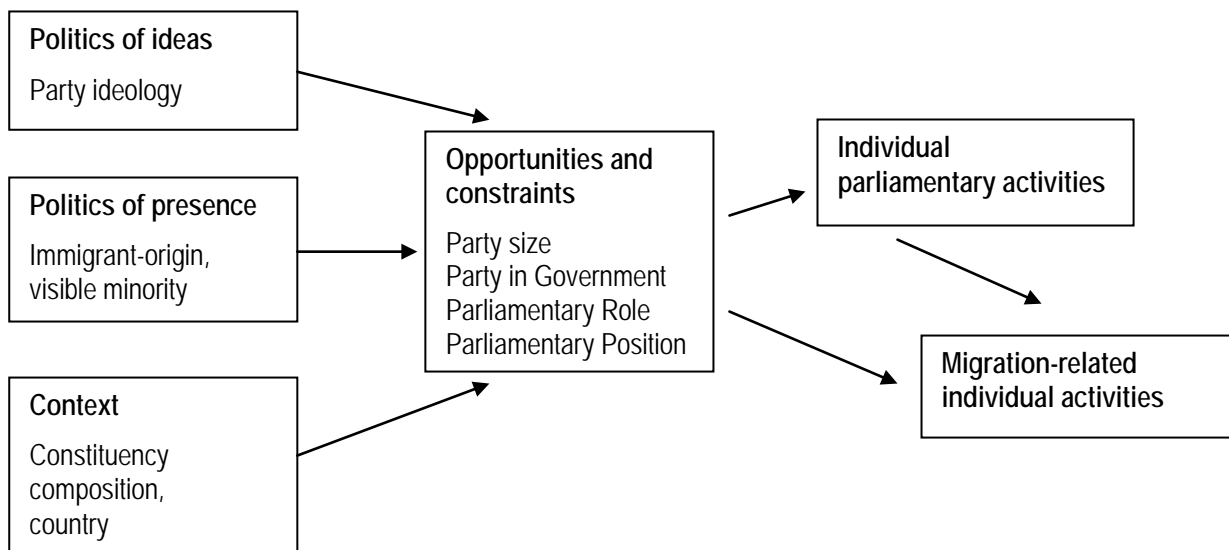 Politics of ideas
Party ideology
Politics of presence
Immigrant-origin,
visible minority
Context
Constituency
composition,
country
Opportunities and
constraints
Party size
Party in Government
Parliamentary Role
Parliamentary Position
Individual
parliamentary activities
Migration-related
individual activities